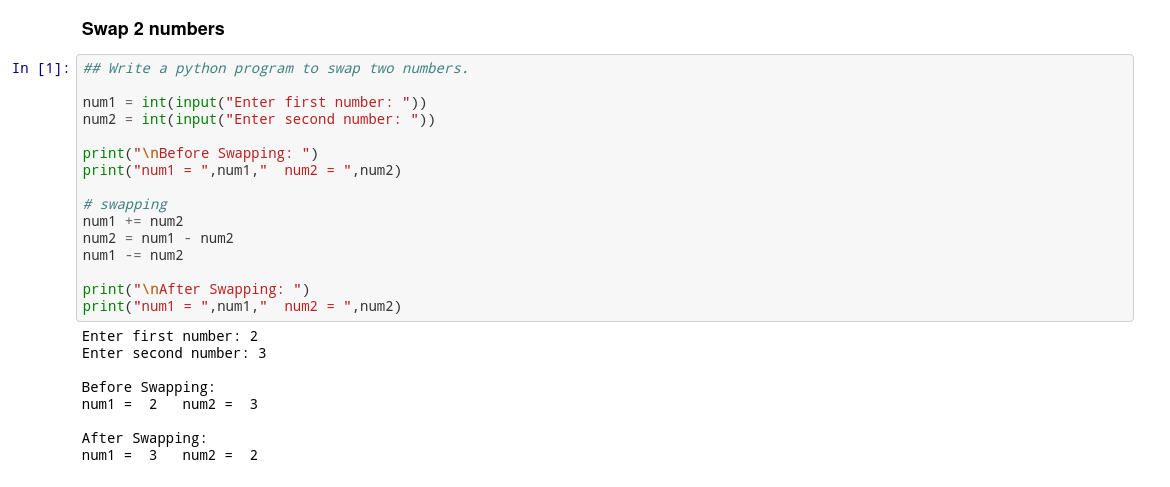 Swap 2 numbers
In [1]: ## Write a python program to swap two numbers.
num1 = int(input("Enter first number: "))
num2 = int(input("Enter second number: "))
print("\nBefore Swapping: ")
print("num1 = ",num1,"  num2 = ",num2)
# swapping
num1 += num2
num2 = num1 - num2
num1 -= num2
print("\nAfter Swapping: ")
print("num1 = ",num1,"  num2 = ",num2)
Enter first number: 2
Enter second number: 3
Before Swapping:
num1 =  2   num2 =  3
After Swapping:
num1 =  3   num2 =  2